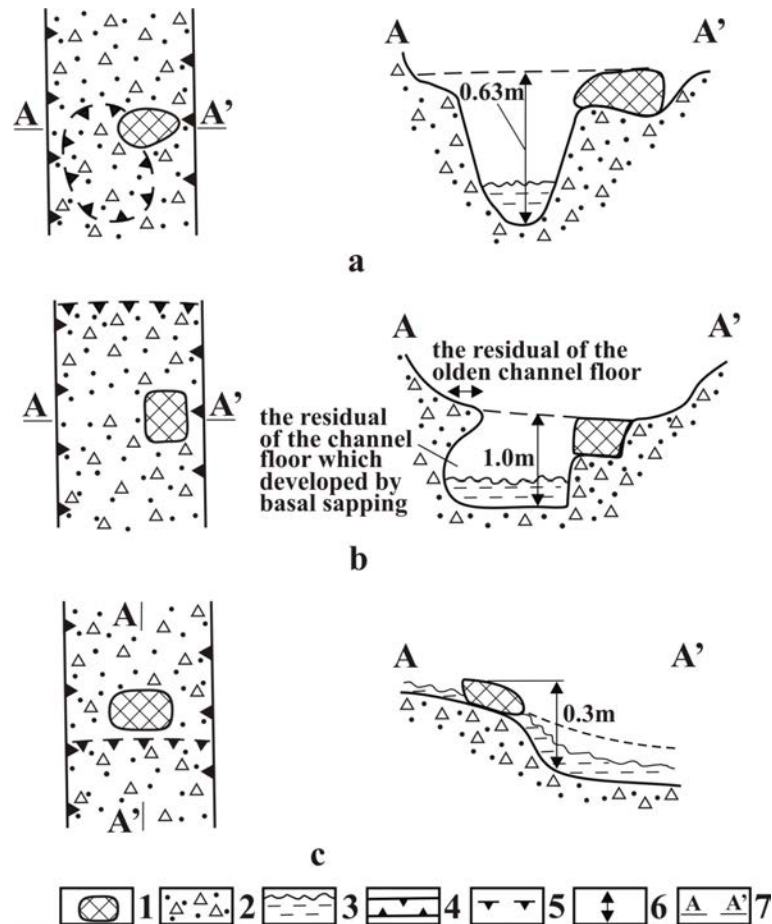 A A'
0.63m
A A'
a
A A'
the residual of the
olden channel floor
A A'
the residual
of the channel
floor which
developed by
basal sapping
1.0m
b
A
A A'
0.3m
A'
c
1 2 3 4 5 6 A A' 7